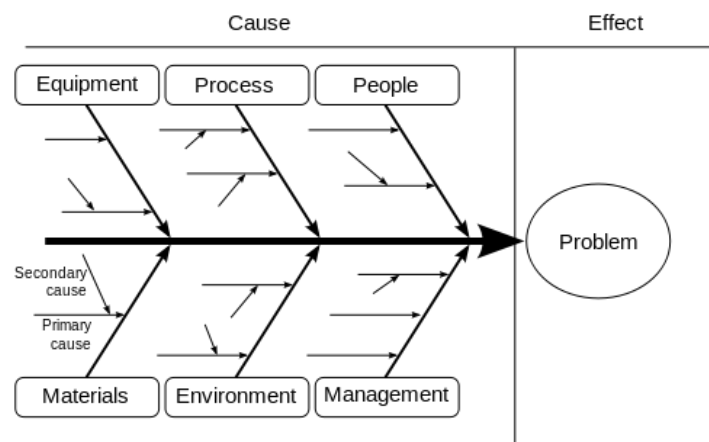 Cause
Effect
Equipment
Process
People
Problem
Secondary
cause
Primary
cause
Materials
Environment
Management